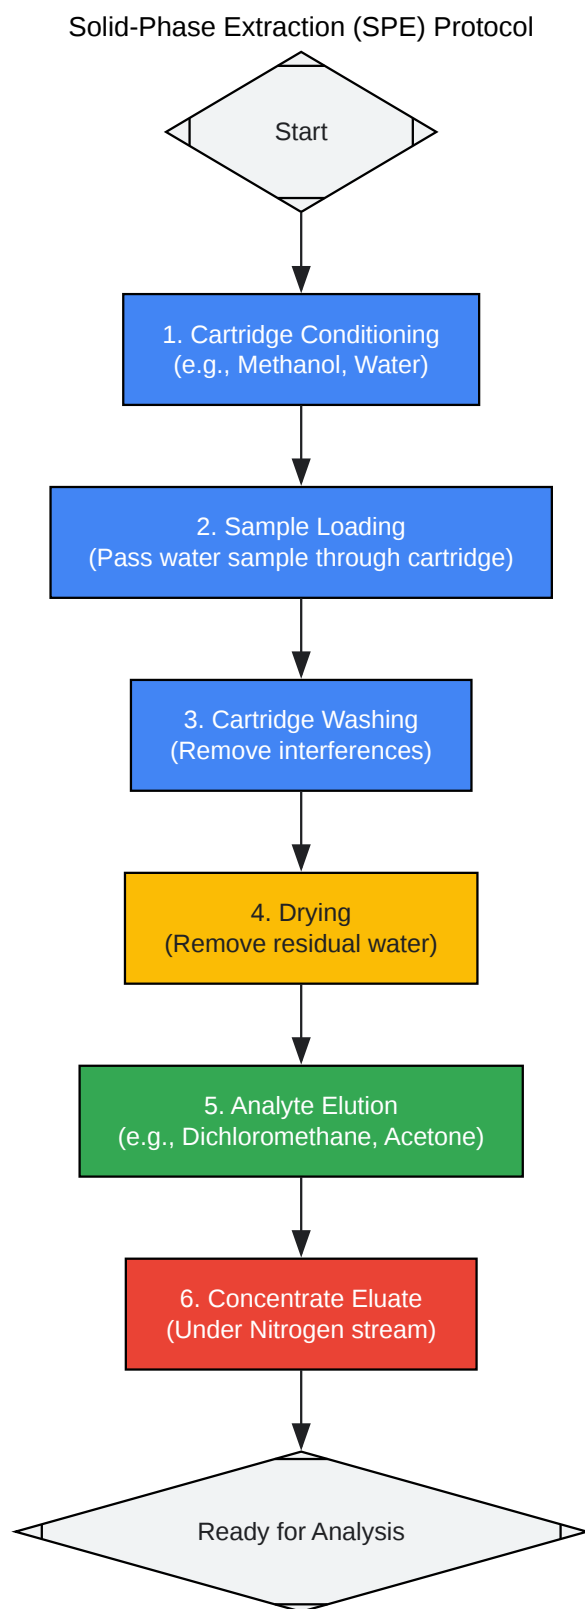 Solid-Phase Extraction (SPE) Protocol
Start
1. Cartridge Conditioning
(e.g., Methanol, Water)
2. Sample Loading
(Pass water sample through cartridge)
3. Cartridge Washing
(Remove interferences)
4. Drying
(Remove residual water)
5. Analyte Elution
(e.g., Dichloromethane, Acetone)
6. Concentrate Eluate
(Under Nitrogen stream)
Ready for Analysis